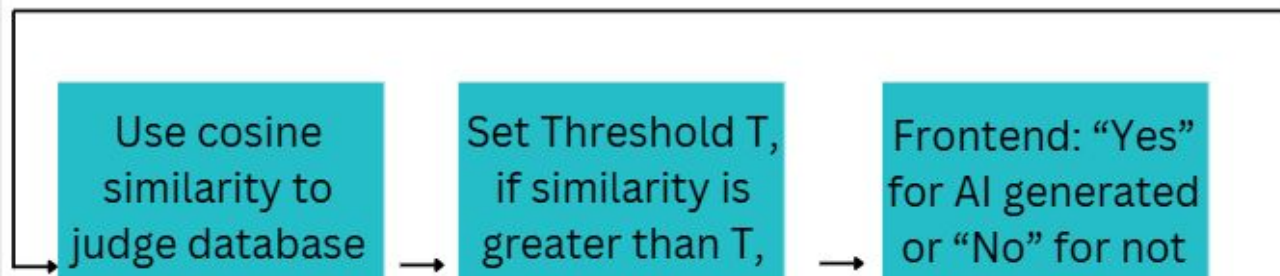 Use cosine
similarity to
judge database
Set Threshold T,
if similarity is
greater than T,
Frontend: “Yes”
for AI generated
or “No” for not